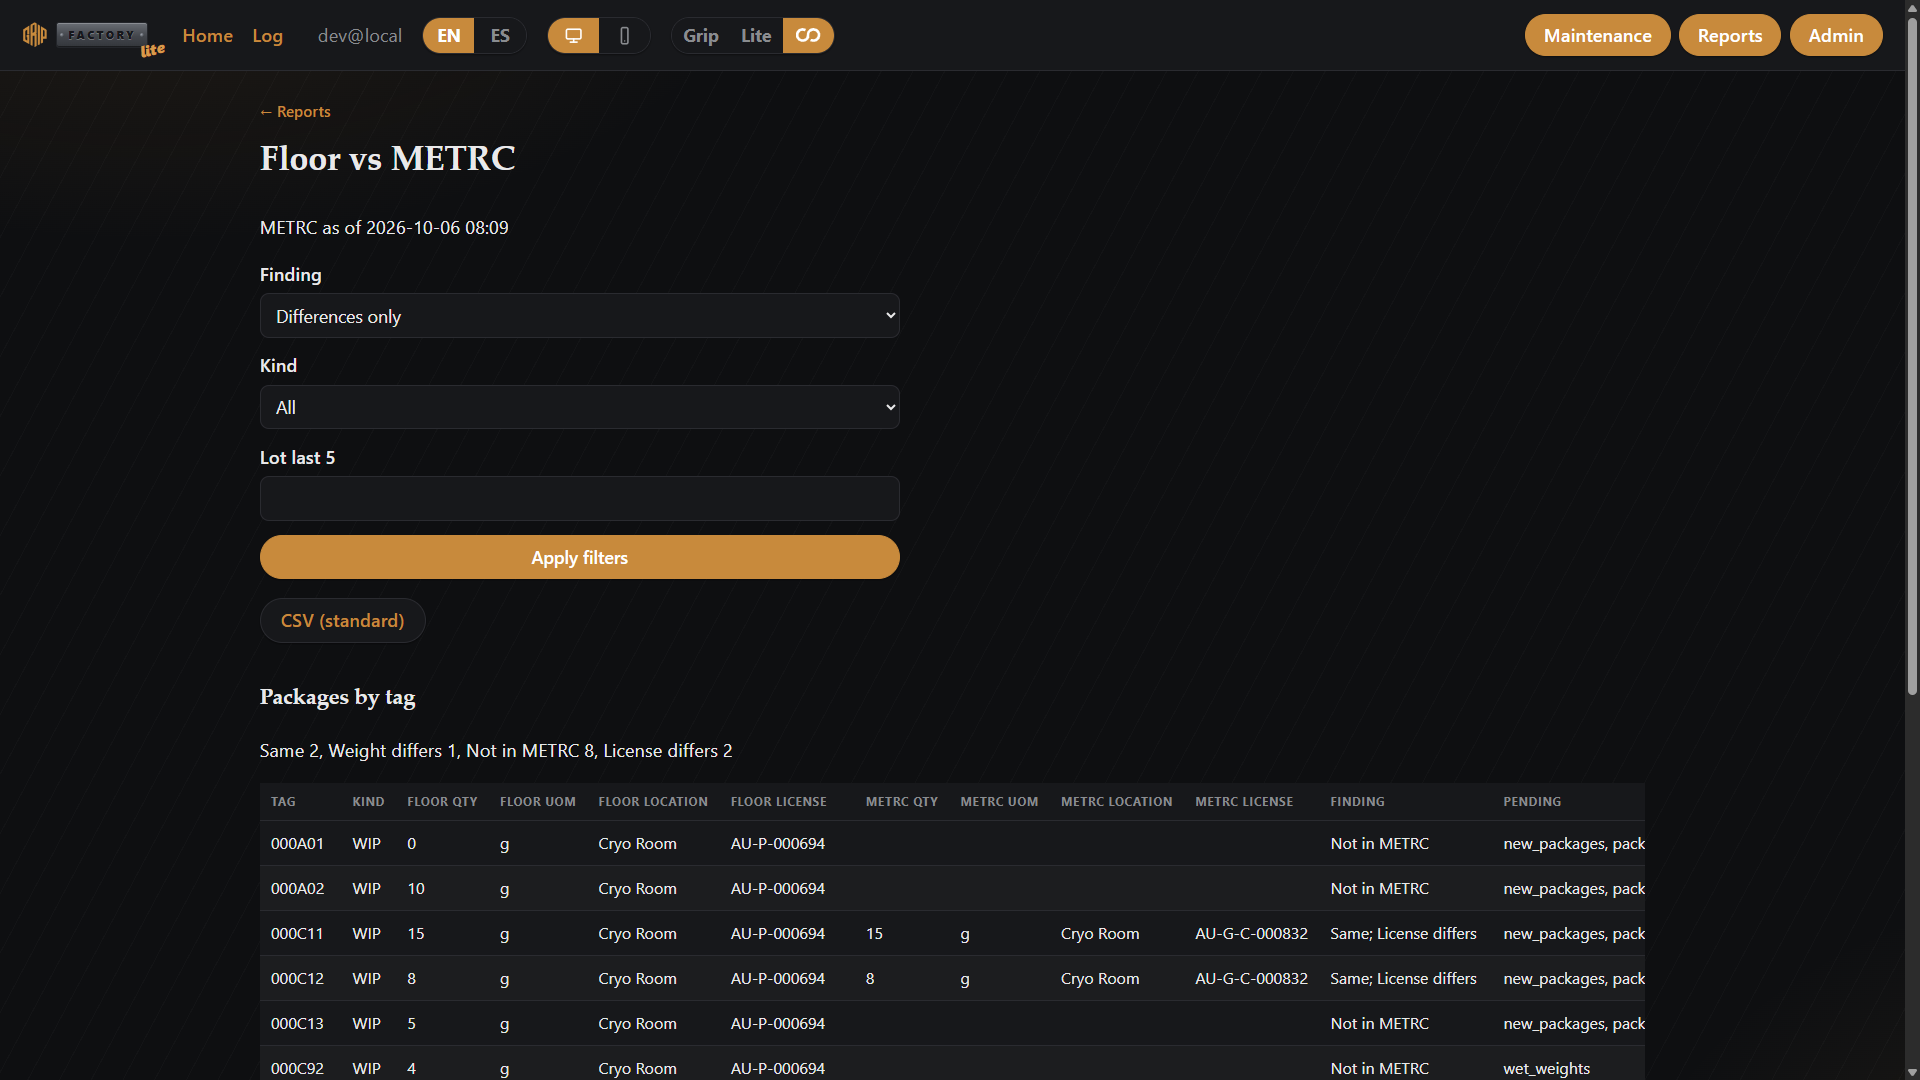 GRIP FACTORY lite Home Log dev@local EN ES Grip Lite Maintenance Reports Admin
← Reports
Floor vs METRC
METRC as of 2026-10-06 08:09
Finding
Differences only
Kind
All
Lot last 5
Apply filters
CSV (standard)
Packages by tag
Same 2, Weight differs 1, Not in METRC 8, License differs 2
TAG KIND FLOOR QTY FLOOR UOM FLOOR LOCATION FLOOR LICENSE METRC QTY METRC UOM METRC LOCATION METRC LICENSE FINDING PENDING
000A01 WIP 0 g Cryo Room AU-P-000694 Not in METRC new_packages, pack
000A02 WIP 10 g Cryo Room AU-P-000694 Not in METRC new_packages, pack
000C11 WIP 15 g Cryo Room AU-P-000694 15 g Cryo Room AU-G-C-000832 Same; License differs new_packages, pack
000C12 WIP 8 g Cryo Room AU-P-000694 8 g Cryo Room AU-G-C-000832 Same; License differs new_packages, pack
000C13 WIP 5 g Cryo Room AU-P-000694 Not in METRC new_packages, pack
000C92 WIP 4 g Cryo Room AU-P-000694 Not in METRC wet_weights